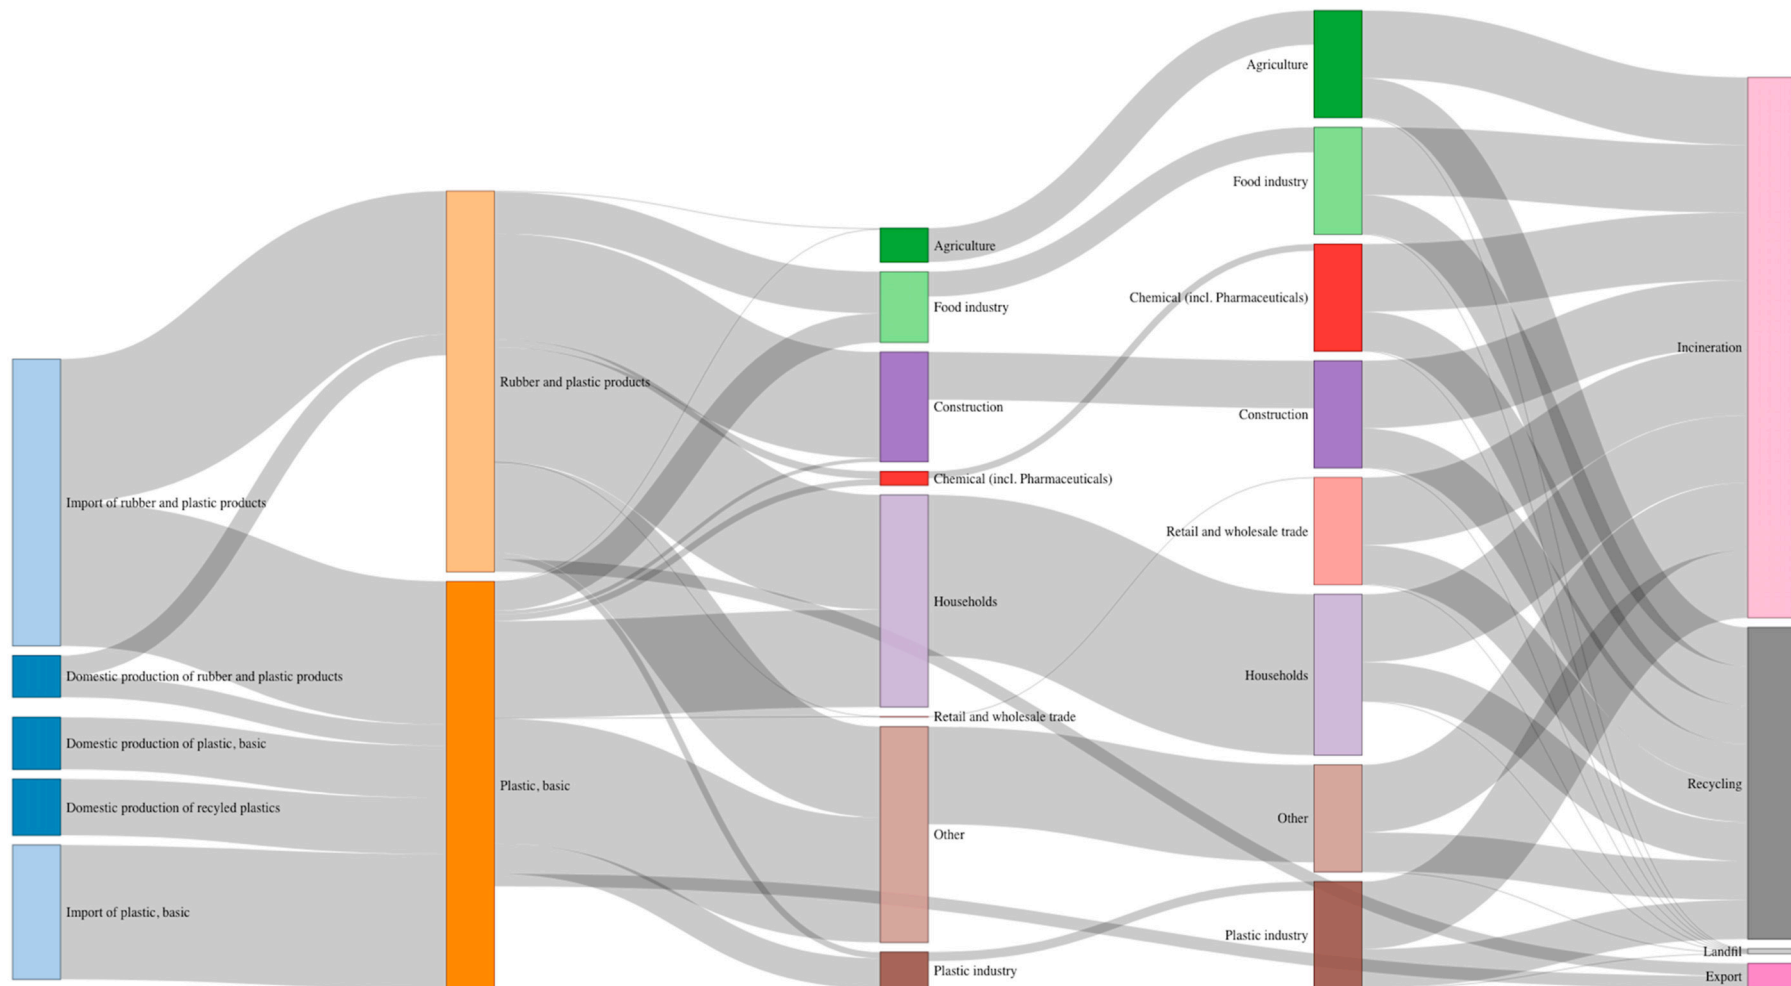 Import of rubber and plastic products
Domestic production of rubber and plastic products
Domestic production of plastic, basic
Domestic production of recyled plastics
Import of plastic, basic
Rubber and plastic products
Plastic, basic
Agriculture
Food industry
Construction
Chemical (incl. Pharmaceuticals)
Households
Retail and wholesale trade
Other
Plastic industry
Agriculture
Food industry
Chemical (incl. Pharmaceuticals)
Construction
Retail and wholesale trade
Households
Other
Plastic industry
Incineration
Recycling
Landfil
Export